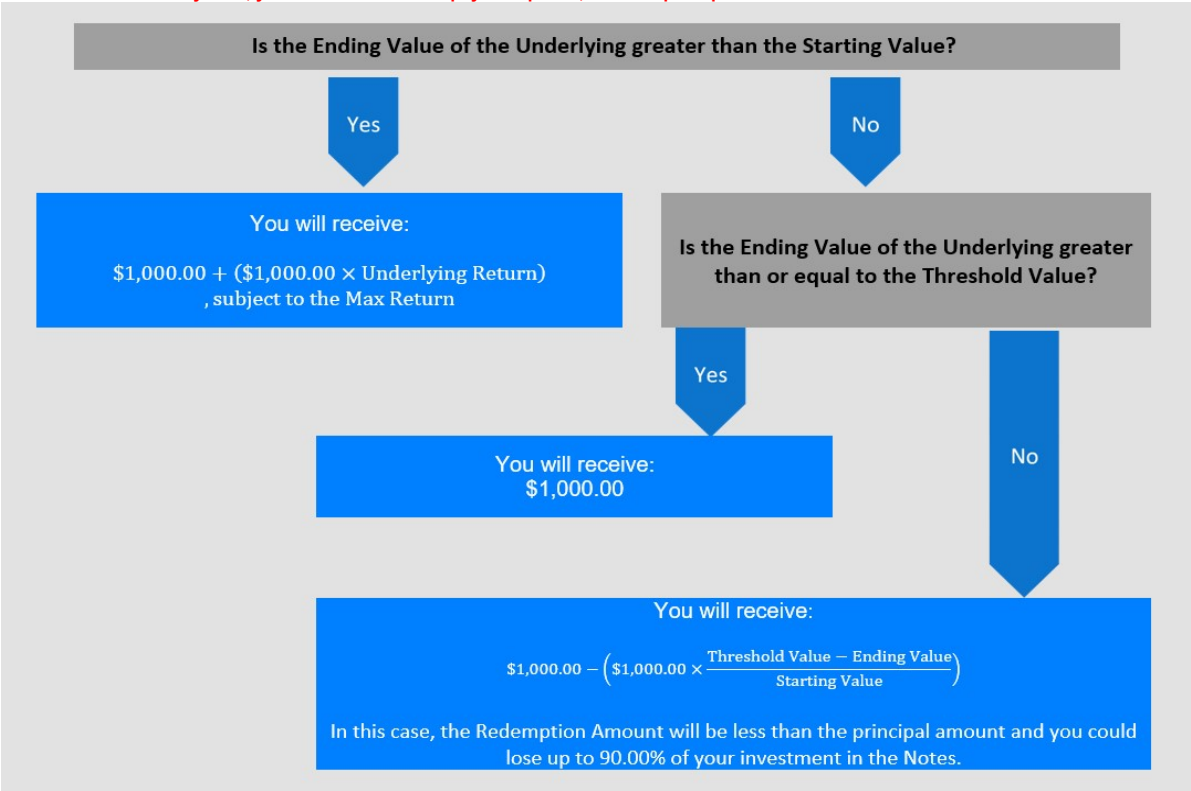 Is the Ending Value of the Underlying greater than the Starting Value?
Yes
No
You will receive:
$1,000.00 + ($1,000.00 × Underlying Return)
, subject to the Max Return
Is the Ending Value of the Underlying greater
than or equal to the Threshold Value?
Yes
No
You will receive:
$1,000.00
You will receive:
$1,000.00 − ($1,000.00 × (Threshold Value − Ending Value) / Starting Value)
In this case, the Redemption Amount will be less than the principal amount and you could
lose up to 90.00% of your investment in the Notes.